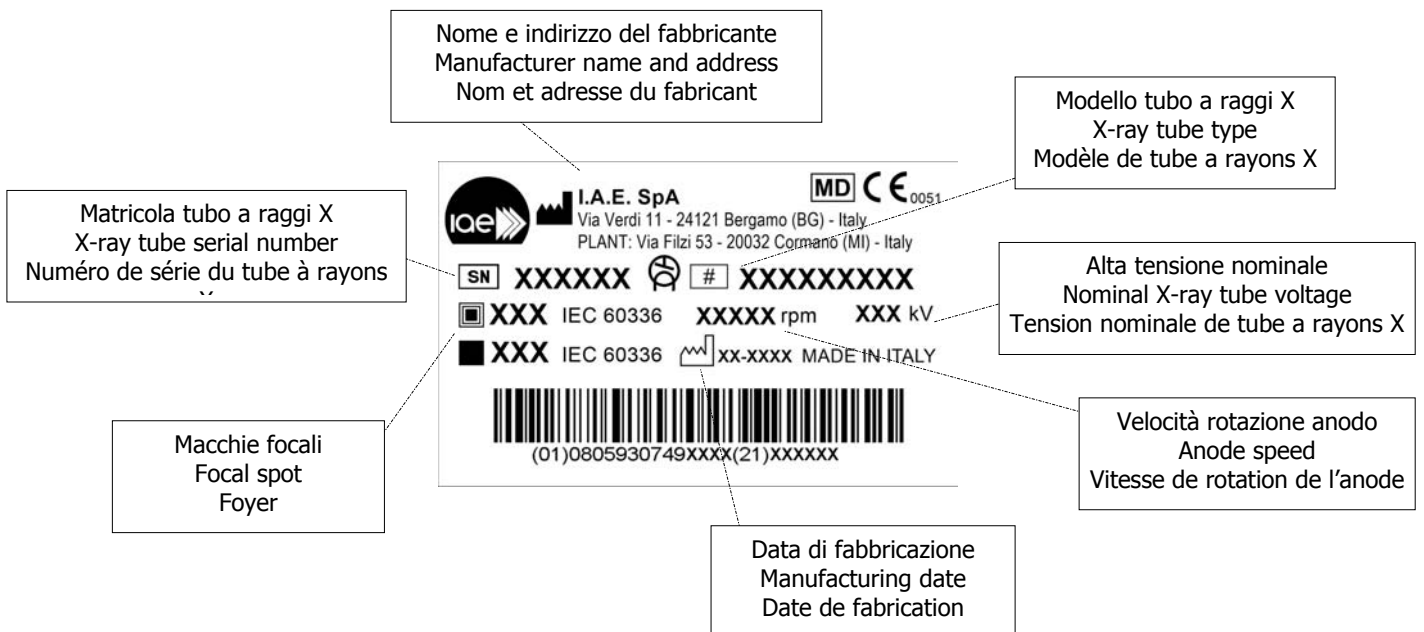 Nome e indirizzo del fabbricante
Manufacturer name and address
Nom et adresse du fabricant
Modello tubo a raggi X
X-ray tube type
Modèle de tube a rayons X
Matricola tubo a raggi X
X-ray tube serial number
Numéro de série du tube à rayons
iae
I.A.E. SpA
MD CE 0051
Via Verdi 11 - 24121 Bergamo (BG) - Italy
PLANT: Via Filzi 53 - 20032 Cormano (MI) - Italy
SN XXXXXX # XXXXXXXXX
XXX IEC 60336 XXXXX rpm XXX kV
XXX IEC 60336 xx-xxxx MADE IN ITALY
(01)0805930749XXXX(21)XXXXXX
Alta tensione nominale
Nominal X-ray tube voltage
Tension nominale de tube a rayons X
Macchie focali
Focal spot
Foyer
Velocità rotazione anodo
Anode speed
Vitesse de rotation de l'anode
Data di fabbricazione
Manufacturing date
Date de fabrication